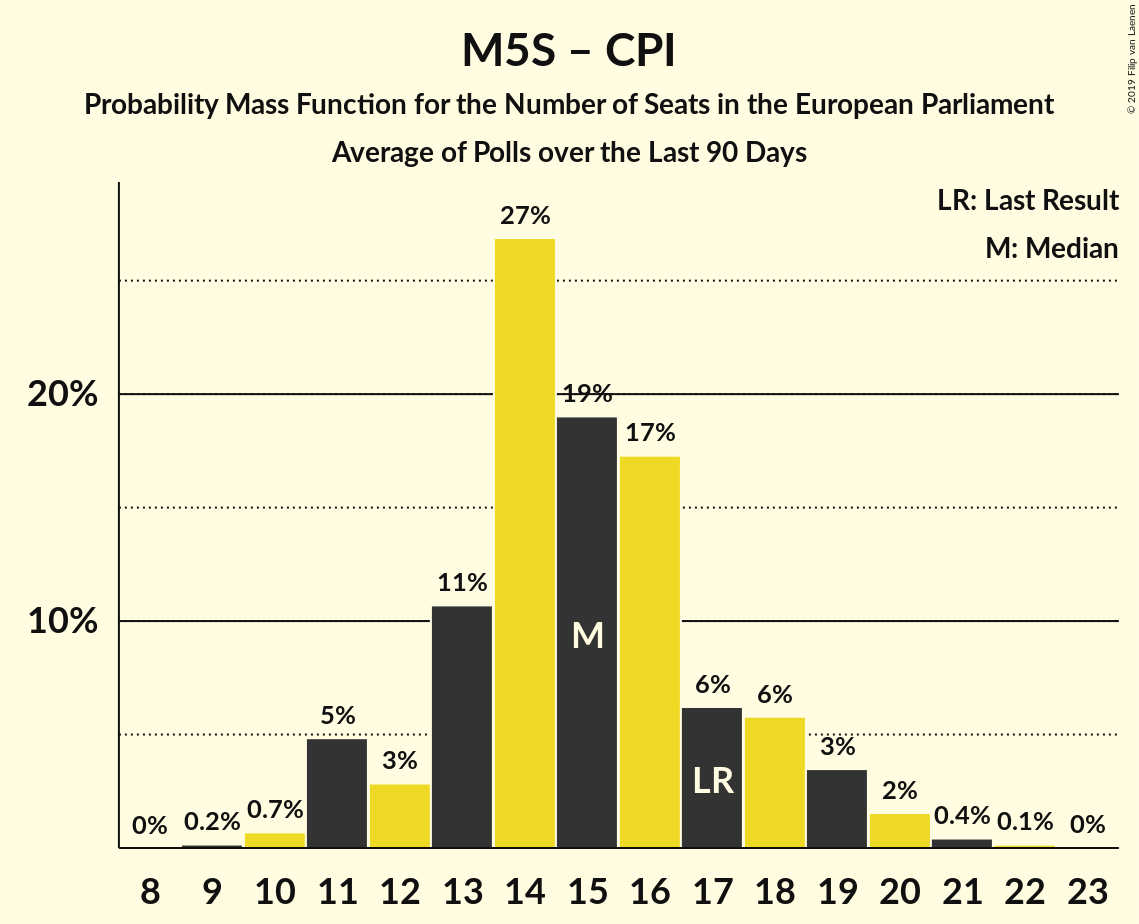 M5S – CPI
Probability Mass Function for the Number of Seats in the European Parliament
Average of Polls over the Last 90 Days
© 2019 Filip van Laenen
LR: Last Result
M: Median
27%
20%
19%
17%
11%
10%
M
6%
6%
5%
3%
3%
LR
2%
0%
0.2%
0.7%
0.4%
0.1%
0%
8 9 10 11 12 13 14 15 16 17 18 19 20 21 22 23